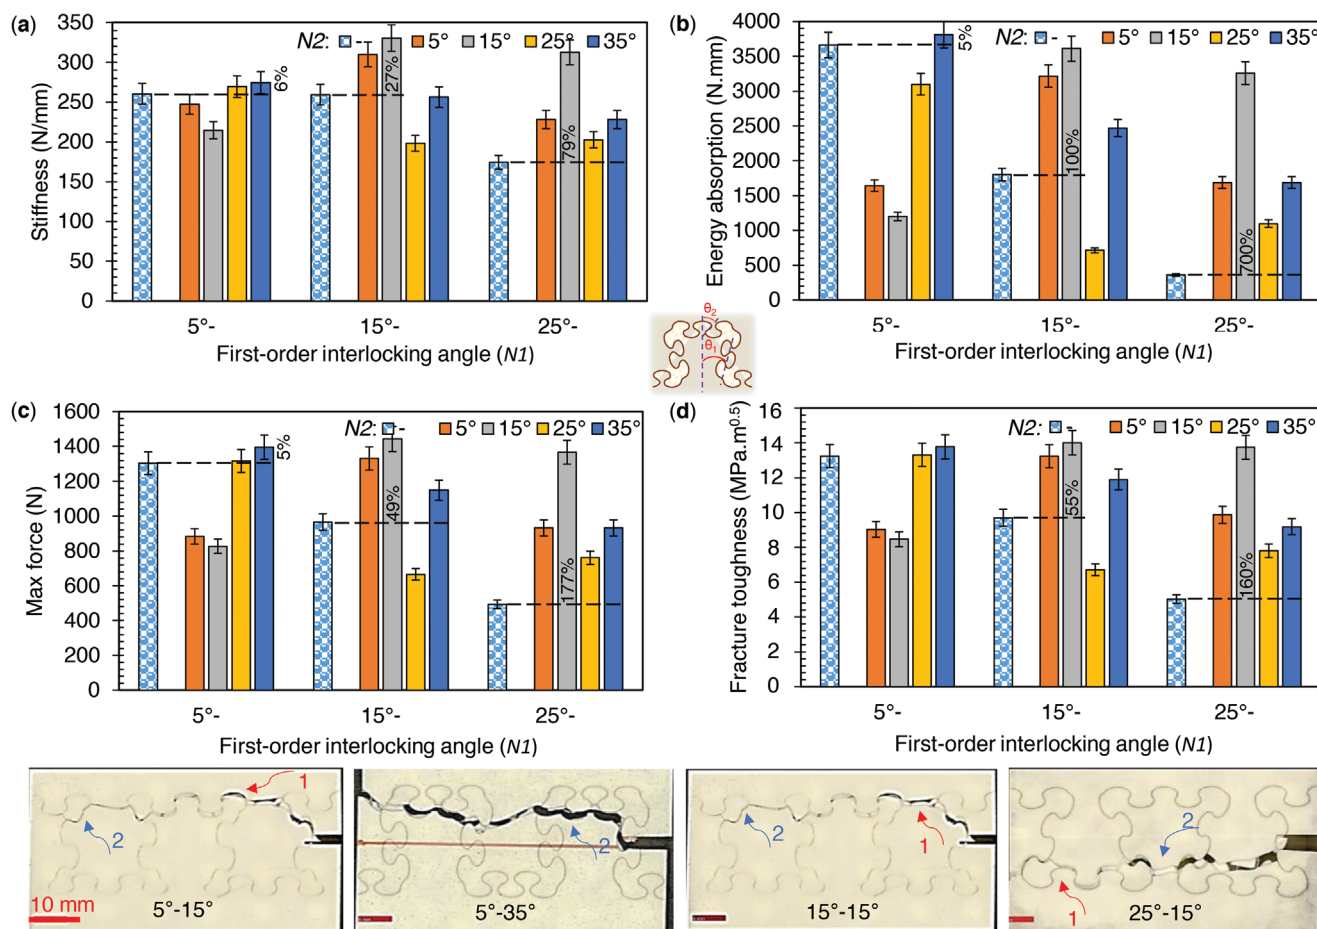 (a)
N2: -- 5° 15° 25° 35°
Stiffness (N/mm)
350
300
250
200
150
100
50
0
6%
27%
79%
5°- 15°- 25°-
First-order interlocking angle (N1)
(b)
N2: - 5° 15° 25° 35°
Energy absorption (N.mm)
4000
3500
3000
2500
2000
1500
1000
500
0
5%
100%
700%
5°- 15°- 25°-
First-order interlocking angle (N1)
θ2
θ1
(c)
N2: - 5° 15° 25° 35°
Max force (N)
1600
1400
1200
1000
800
600
400
200
0
5%
49%
177%
5°- 15°- 25°-
First-order interlocking angle (N1)
(d)
N2: - 5° 15° 25° 35°
Fracture toughness (MPa.m0.5)
16
14
12
10
8
6
4
2
0
55%
160%
5°- 15°- 25°-
First-order interlocking angle (N1)
1
2
10 mm
5°-15°
2
5°-35°
2
1
15°-15°
2
1
25°-15°